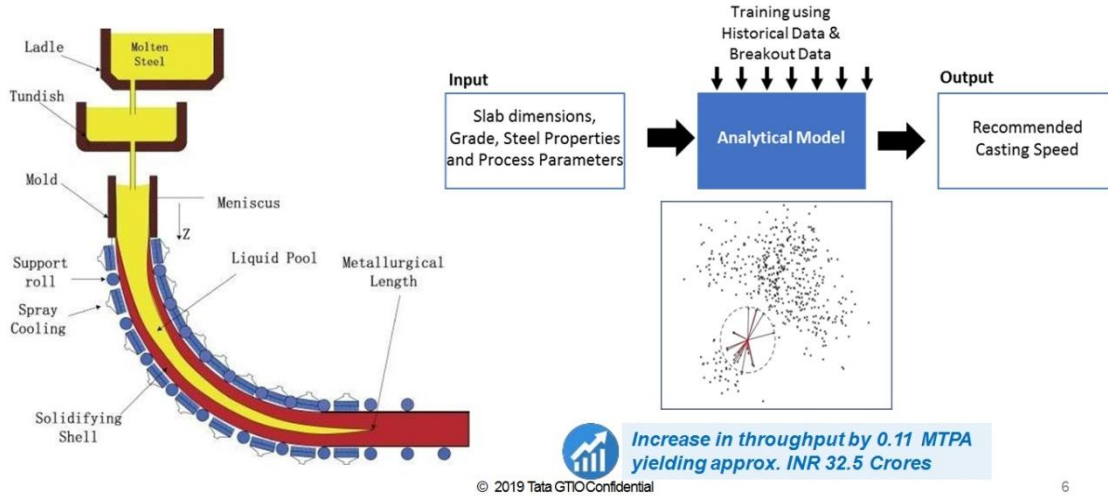 Ladle
Molten
Steel
Tundish
Mold
Meniscus
Z
Support
roll
Liquid Pool
Metallurgical
Length
Spray
Cooling
Solidifying
Shell
Training using
Historical Data &
Breakout Data
Input
Slab dimensions,
Grade, Steel Properties
and Process Parameters
Analytical Model
Output
Recommended
Casting Speed
Increase in throughput by 0.11 MTPA
yielding approx. INR 32.5 Crores
© 2019 Tata GTIO Confidential
6